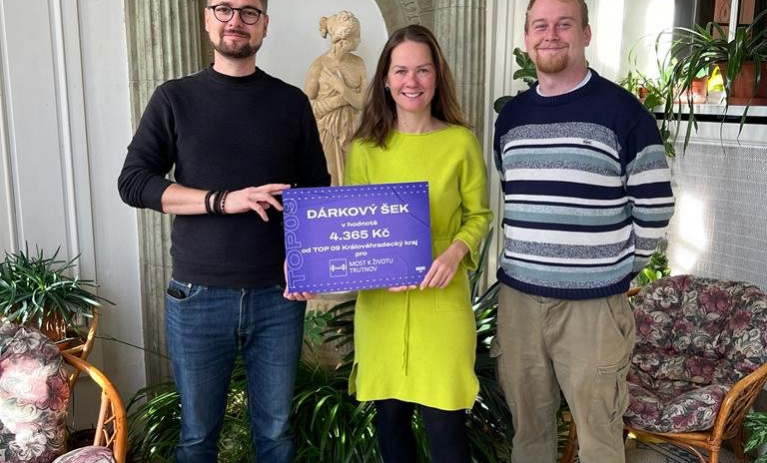 TOP09
DÁRKOVÝ ŠEK
v hodnotě
4.365 Kč
od TOP 09 Královéhradecký kraj
pro
MOST K ŽIVOTU
TRUTNOV